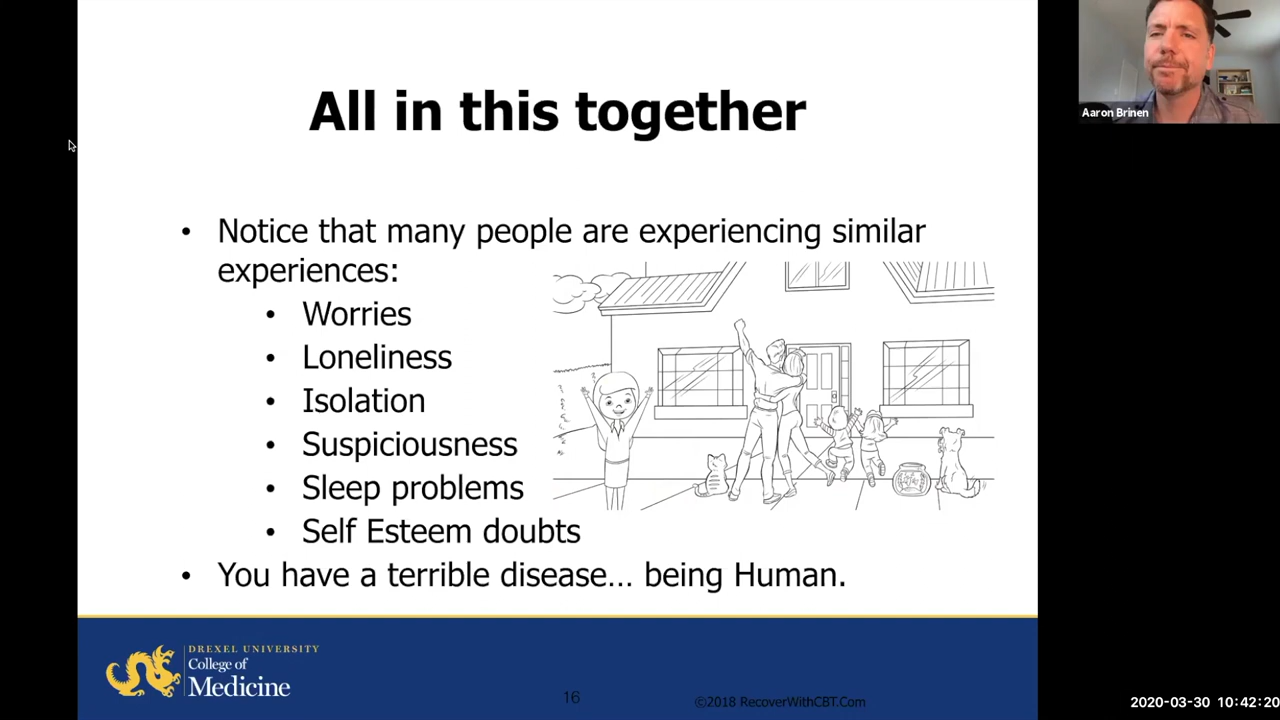 All in this together
Aaron Brinen
• Notice that many people are experiencing similar
experiences:
• Worries
• Loneliness
• Isolation
• Suspiciousness
• Sleep problems
• Self Esteem doubts
• You have a terrible disease… being Human.
DREXEL UNIVERSITY
College of
Medicine
16
©2018 RecoverWithCBT.Com
2020-03-30 10:42:20